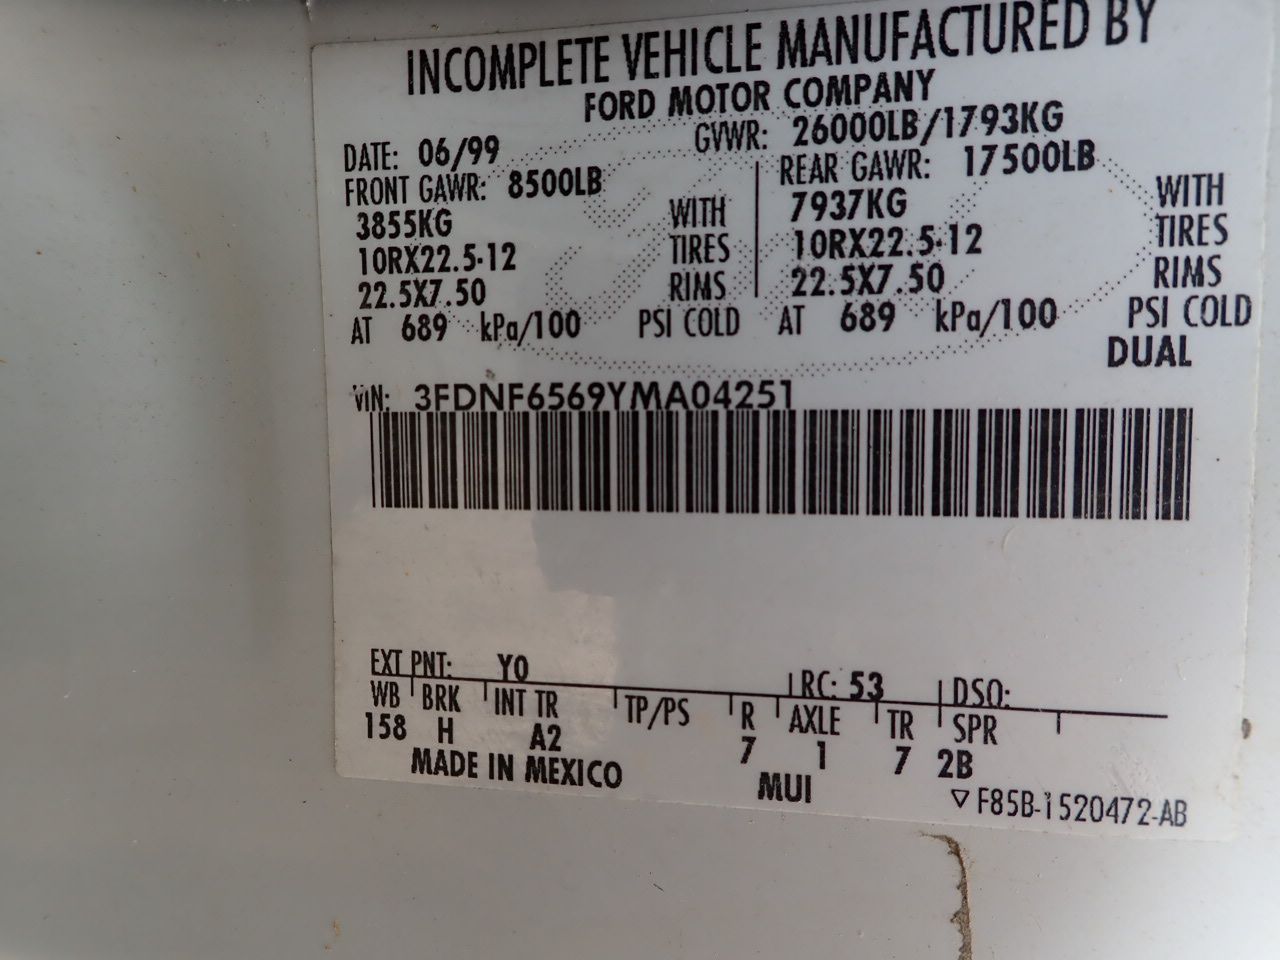 INCOMPLETE VEHICLE MANUFACTURED BY
FORD MOTOR COMPANY
DATE: 06/99 GVWR: 26000LB/1793KG
FRONT GAWR: 8500LB REAR GAWR: 17500LB
3855KG WITH 7937KG WITH
10RX22.5-12 TIRES 10RX22.5-12 TIRES
22.5X7.50 RIMS 22.5X7.50 RIMS
AT 689 kPa/100 PSI COLD AT 689 kPa/100 PSI COLD
DUAL
VIN: 3FDNF6569YMA04251
EXT PNT: Y0 RC: 53 DSO:
WB BRK INT TR TP/PS R AXLE TR SPR
158 H A2 7 1 7 2B
MADE IN MEXICO MUI
▽ F85B-1520472-AB